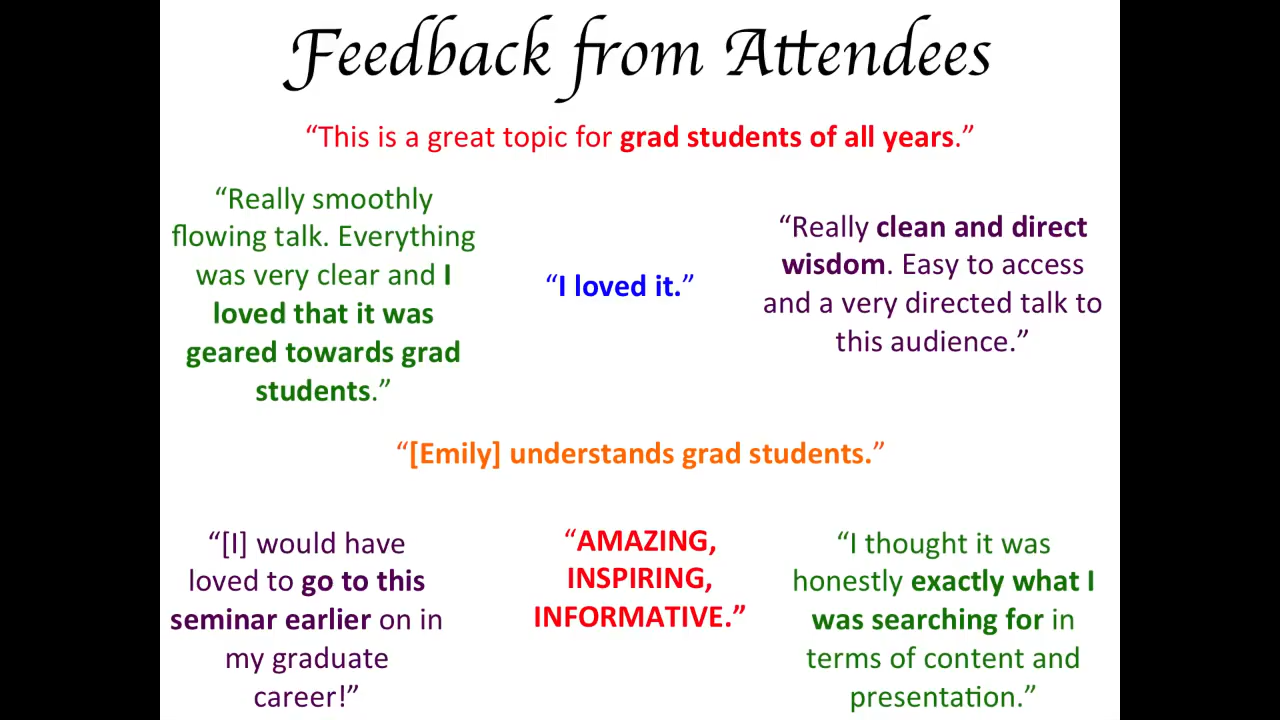 Feedback from Attendees
“This is a great topic for grad students of all years.”
“Really smoothly
flowing talk. Everything
was very clear and I
loved that it was
geared towards grad
students.”
“I loved it.”
“Really clean and direct
wisdom. Easy to access
and a very directed talk to
this audience.”
“[Emily] understands grad students.”
“[I] would have
loved to go to this
seminar earlier on in
my graduate
career!”
“AMAZING,
INSPIRING,
INFORMATIVE.”
“I thought it was
honestly exactly what I
was searching for in
terms of content and
presentation.”